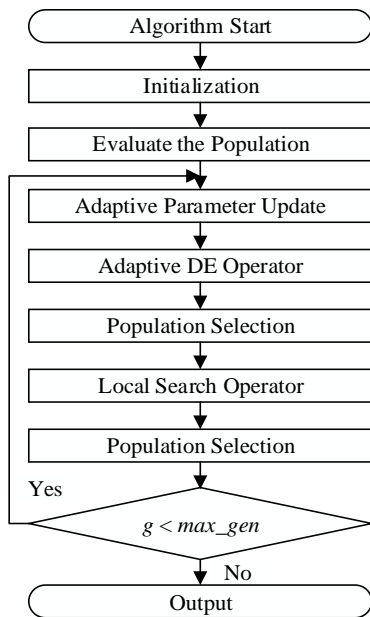 Algorithm Start
Initialization
Evaluate the Population
Adaptive Parameter Update
Adaptive DE Operator
Population Selection
Local Search Operator
Population Selection
Yes
g < max_gen
No
Output